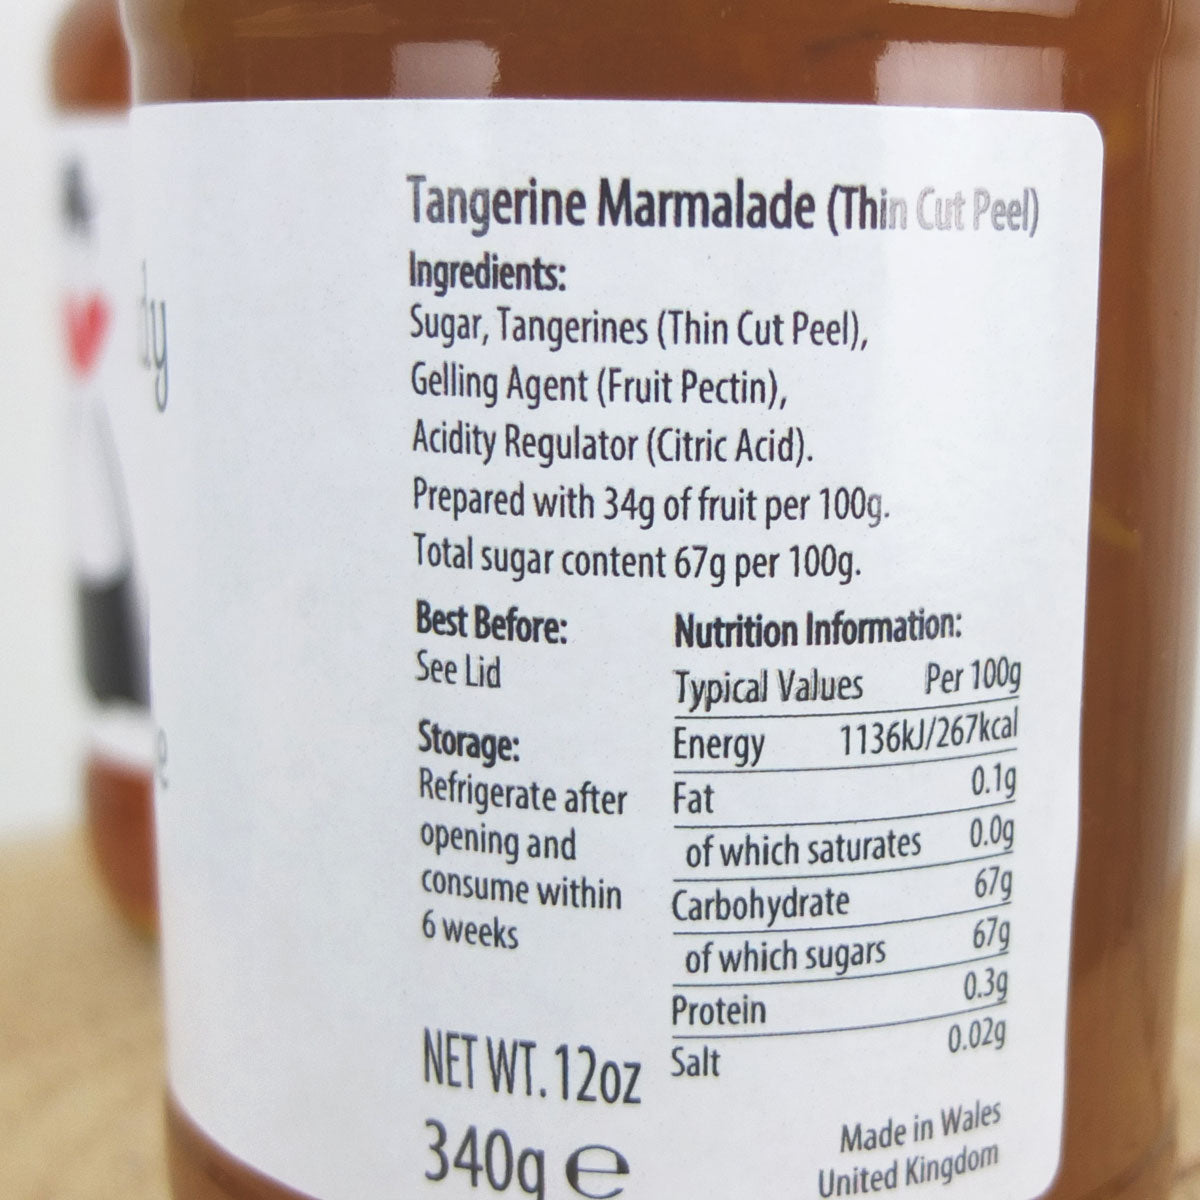 Tangerine Marmalade (Thin Cut Peel)
Ingredients:
Sugar, Tangerines (Thin Cut Peel),
Gelling Agent (Fruit Pectin),
Acidity Regulator (Citric Acid).
Prepared with 34g of fruit per 100g.
Total sugar content 67g per 100g.
Best Before:
See Lid
Storage:
Refrigerate after
opening and
consume within
6 weeks
NET WT. 12oz
340g e
Nutrition Information:
Typical Values Per 100g
Energy 1136kJ/267kcal
Fat 0.1g
of which saturates 0.0g
Carbohydrate 67g
of which sugars 67g
Protein 0.3g
Salt 0.02g
Made in Wales
United Kingdom